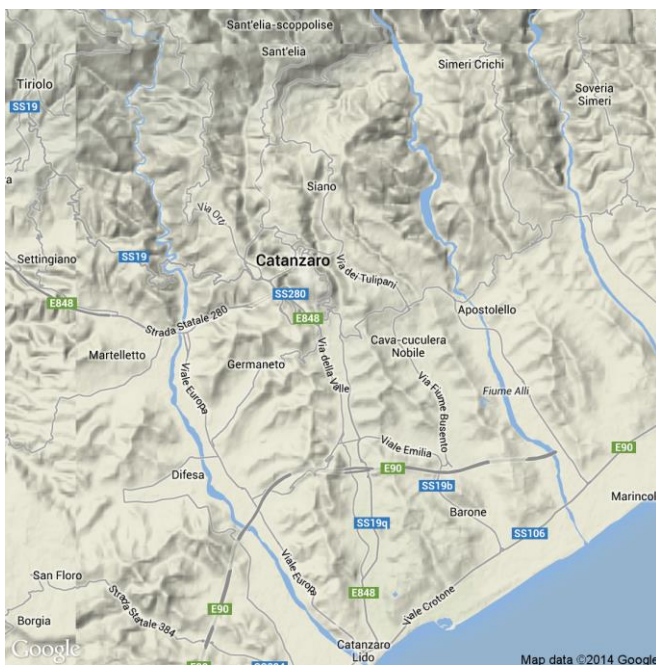 Sant'elia-scoppolise
Sant'elia
Simeri Crichi
Tiriolo
Soveria
Simeri
SS19
Siano
Via Orti
Settingiano
SS19
Catanzaro
Via dei Tulipani
SS280
E848
E848
Strada Statale 280
Apostolello
Martelletto
Via della Valle
Cava-cuculera
Nobile
Germaneto
Viale Europa
Via Fiume Busento
Fiume Alli
Viale Emilia
E90
E90
Difesa
SS19b
Marincol
Barone
SS19q
SS106
San Floro
Viale Europa
E848
Strada Statale 384
E90
Viale Crotone
Borgia
Catanzaro
Lido
Google
Map data ©2014 Google